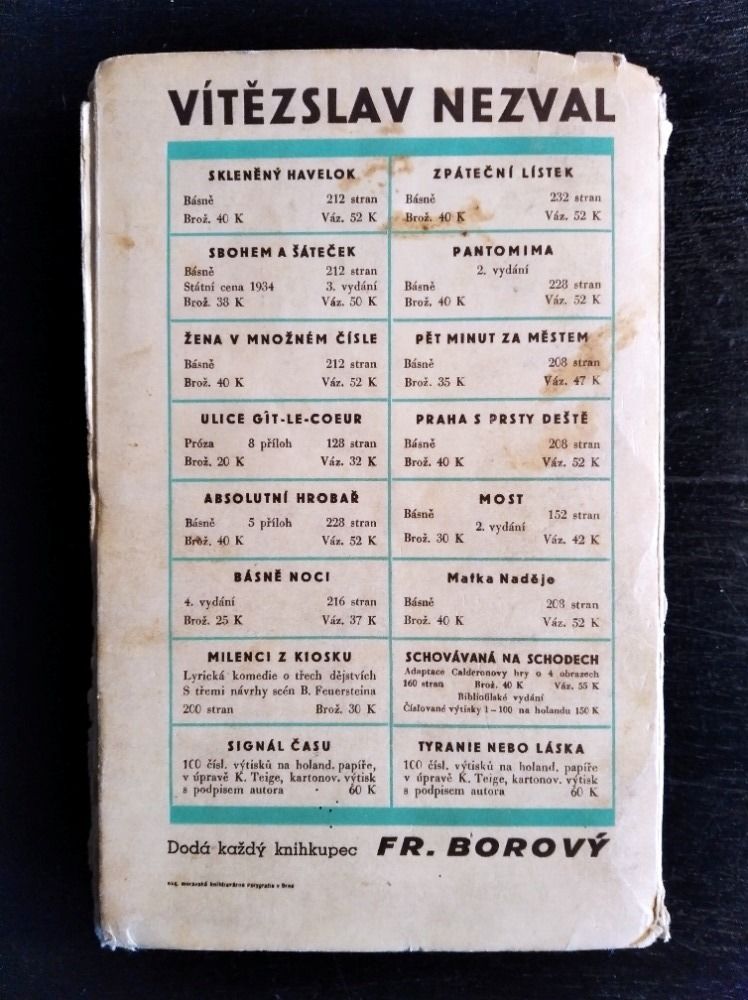 VÍTĚZSLAV NEZVAL
SKLENĚNÝ HAVELOK
Básně 212 stran
Brož. 40 K Váz. 52 K
ZPÁTEČNÍ LÍSTEK
Básně 232 stran
Brož. 40 K Váz. 52 K
SBOHEM A ŠÁTEČEK
Básně 212 stran
Státní cena 1934 3. vydání
Brož. 38 K Váz. 50 K
PANTOMIMA
2. vydání
Básně 228 stran
Brož. 40 K Váz. 52 K
ŽENA V MNOŽNÉM ČÍSLE
Básně 212 stran
Brož. 40 K Váz. 52 K
PĚT MINUT ZA MĚSTEM
Básně 208 stran
Brož. 35 K Váz. 47 K
ULICE GÎT-LE-COEUR
Próza 8 příloh 128 stran
Brož. 20 K Váz. 32 K
PRAHA S PRSTY DEŠTĚ
Básně 208 stran
Brož. 40 K Váz. 52 K
ABSOLUTNÍ HROBAŘ
Básně 5 příloh 228 stran
Brož. 40 K Váz. 52 K
MOST
Básně 152 stran
2. vydání
Brož. 30 K Váz. 42 K
BÁSNĚ NOCI
4. vydání 216 stran
Brož. 25 K Váz. 37 K
Matka Naděje
Básně 208 stran
Brož. 40 K Váz. 52 K
MILENCI Z KIOSKU
Lyrická komedie o třech dějstvích
S třemi návrhy scén B. Feuersteina
200 stran Brož. 30 K
SCHOVÁVANÁ NA SCHODECH
Adaptace Calderonovy hry o 4 obrazech
160 stran Brož. 40 K Váz. 55 K
Bibliofilské vydání
Číslované výtisky 1-100 na holandu 150 K
SIGNÁL ČASU
100 čísl. výtisků na holand. papíře,
v úpravě K. Teige, kartonov. výtisk
s podpisem autora 60 K
TYRANIE NEBO LÁSKA
100 čísl. výtisků na holand. papíře,
v úpravě K. Teige, kartonov. výtisk
s podpisem autora 60 K
Dodá každý knihkupec FR. BOROVÝ
moravská knihtiskárna Polygrafie v Brně